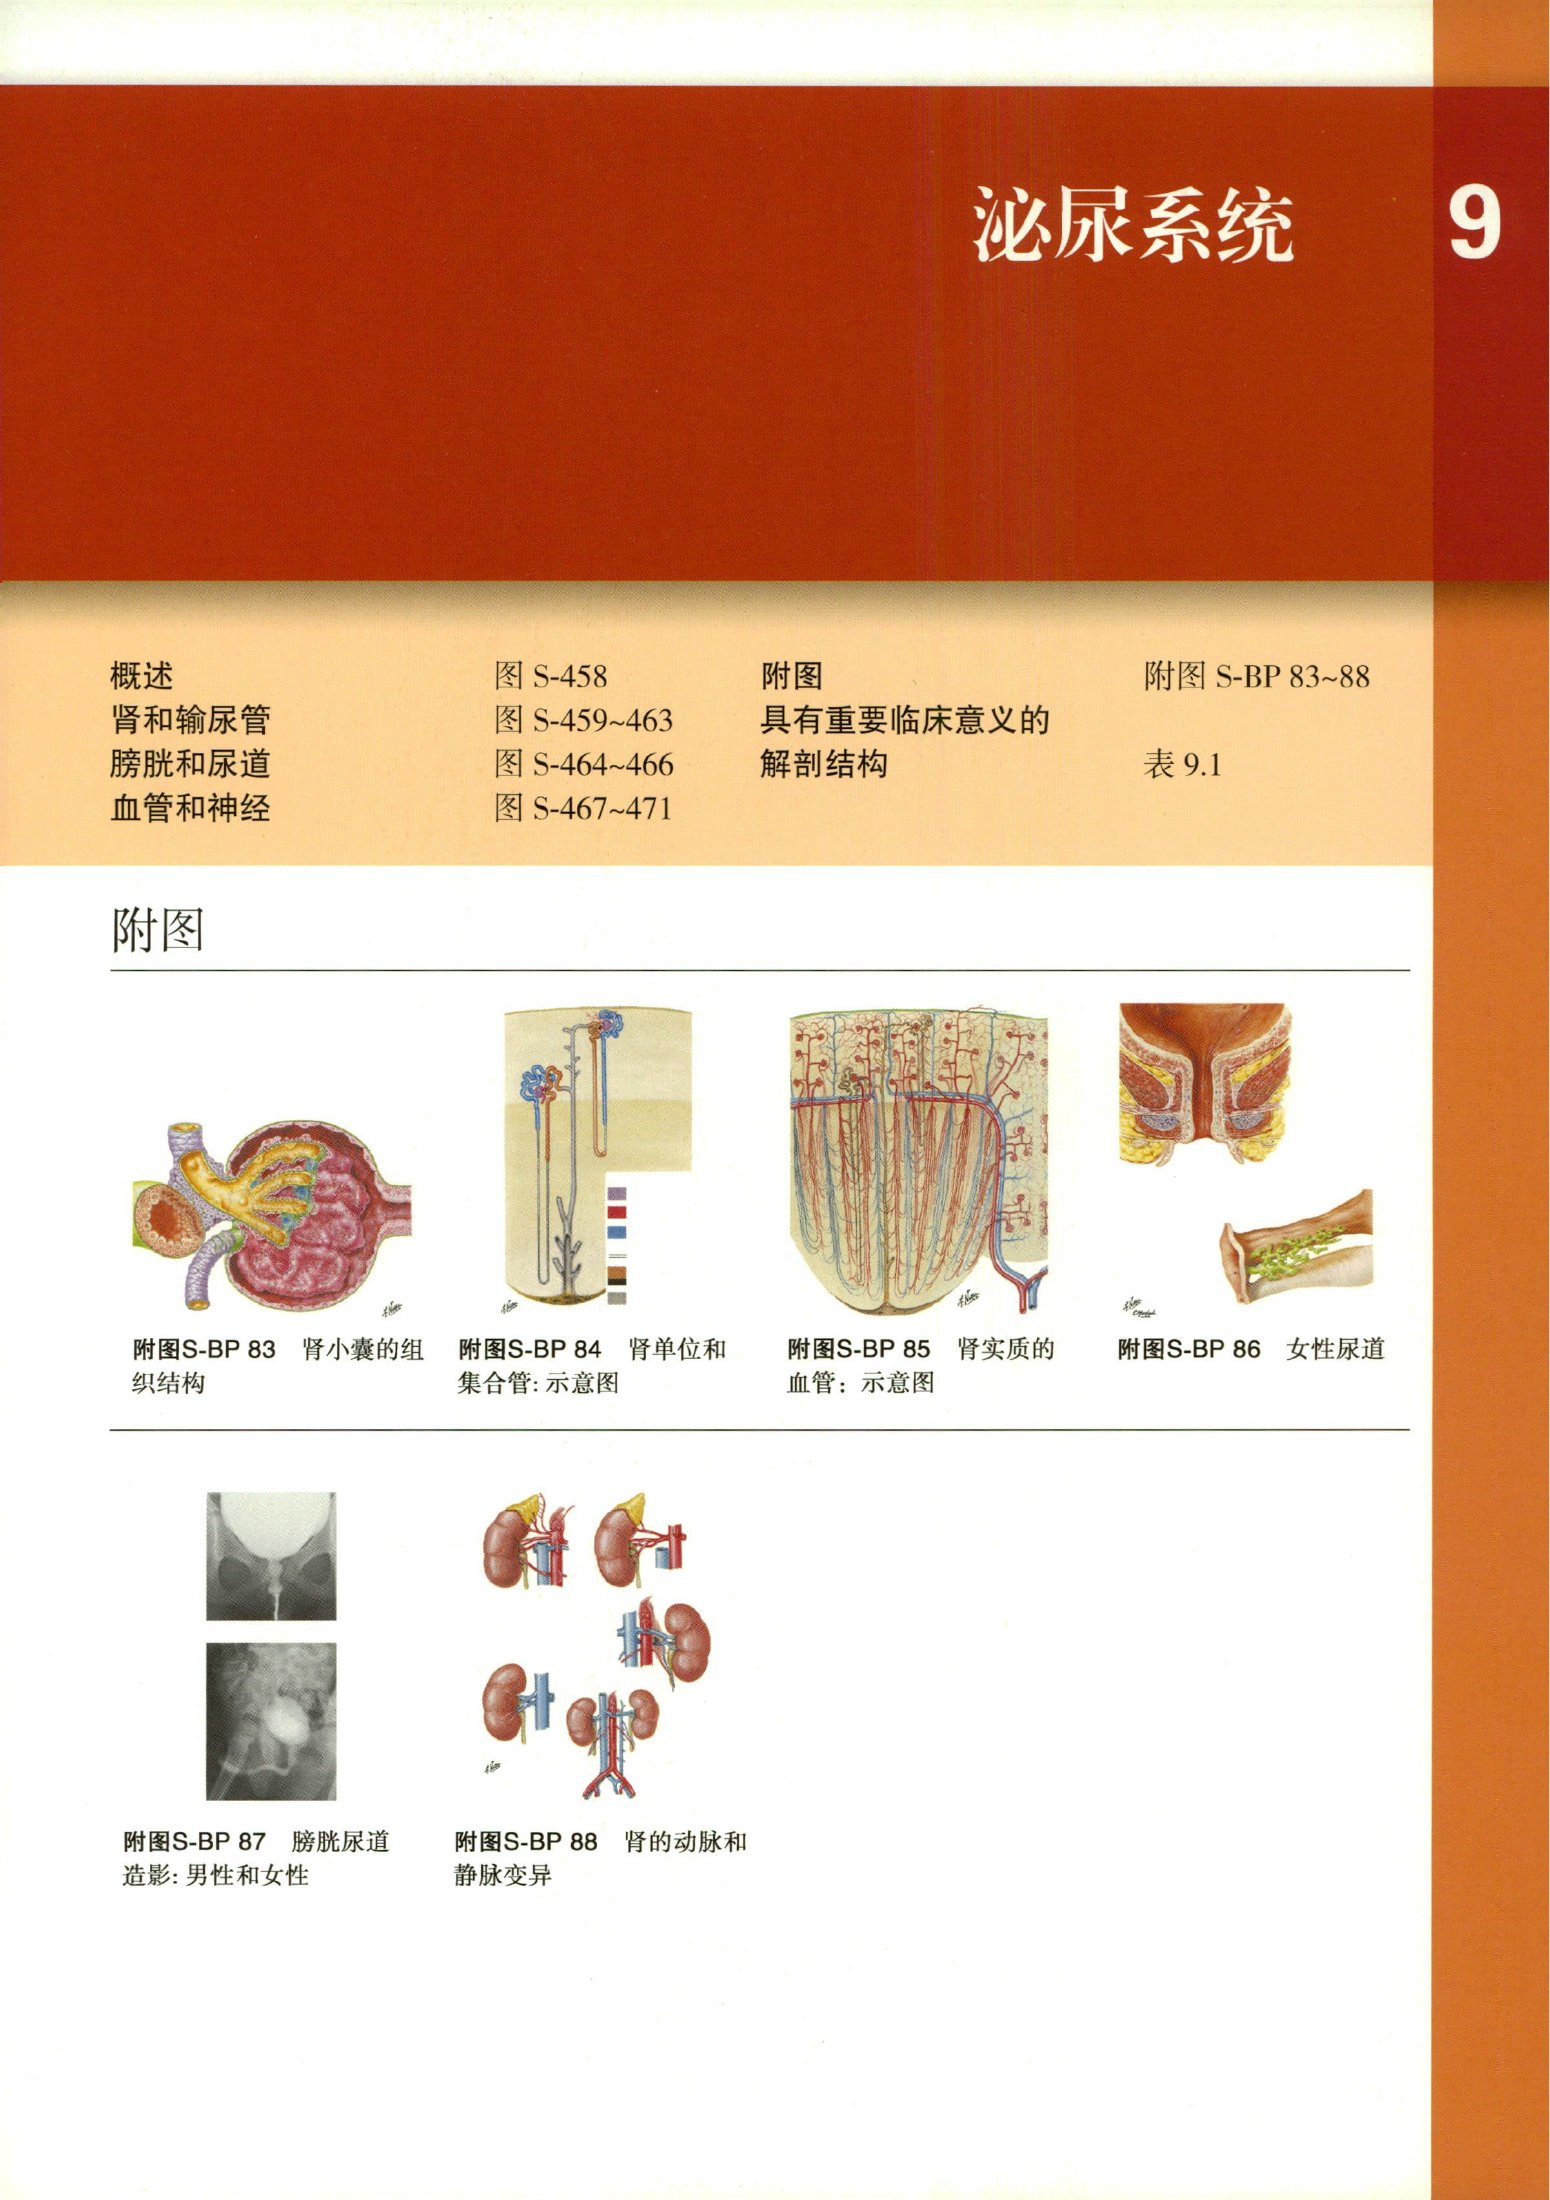 泌尿系统
9
概述 图 S-458
肾和输尿管 图 S-459~463
膀胱和尿道 图 S-464~466
血管和神经 图 S-467~471
附图 附图 S-BP 83~88
具有重要临床意义的
解剖结构 表 9.1
附图
附图S-BP 83 肾小囊的组
织结构
附图S-BP 84 肾单位和
集合管: 示意图
附图S-BP 85 肾实质的
血管: 示意图
附图S-BP 86 女性尿道
附图S-BP 87 膀胱尿道
造影: 男性和女性
附图S-BP 88 肾的动脉和
静脉变异